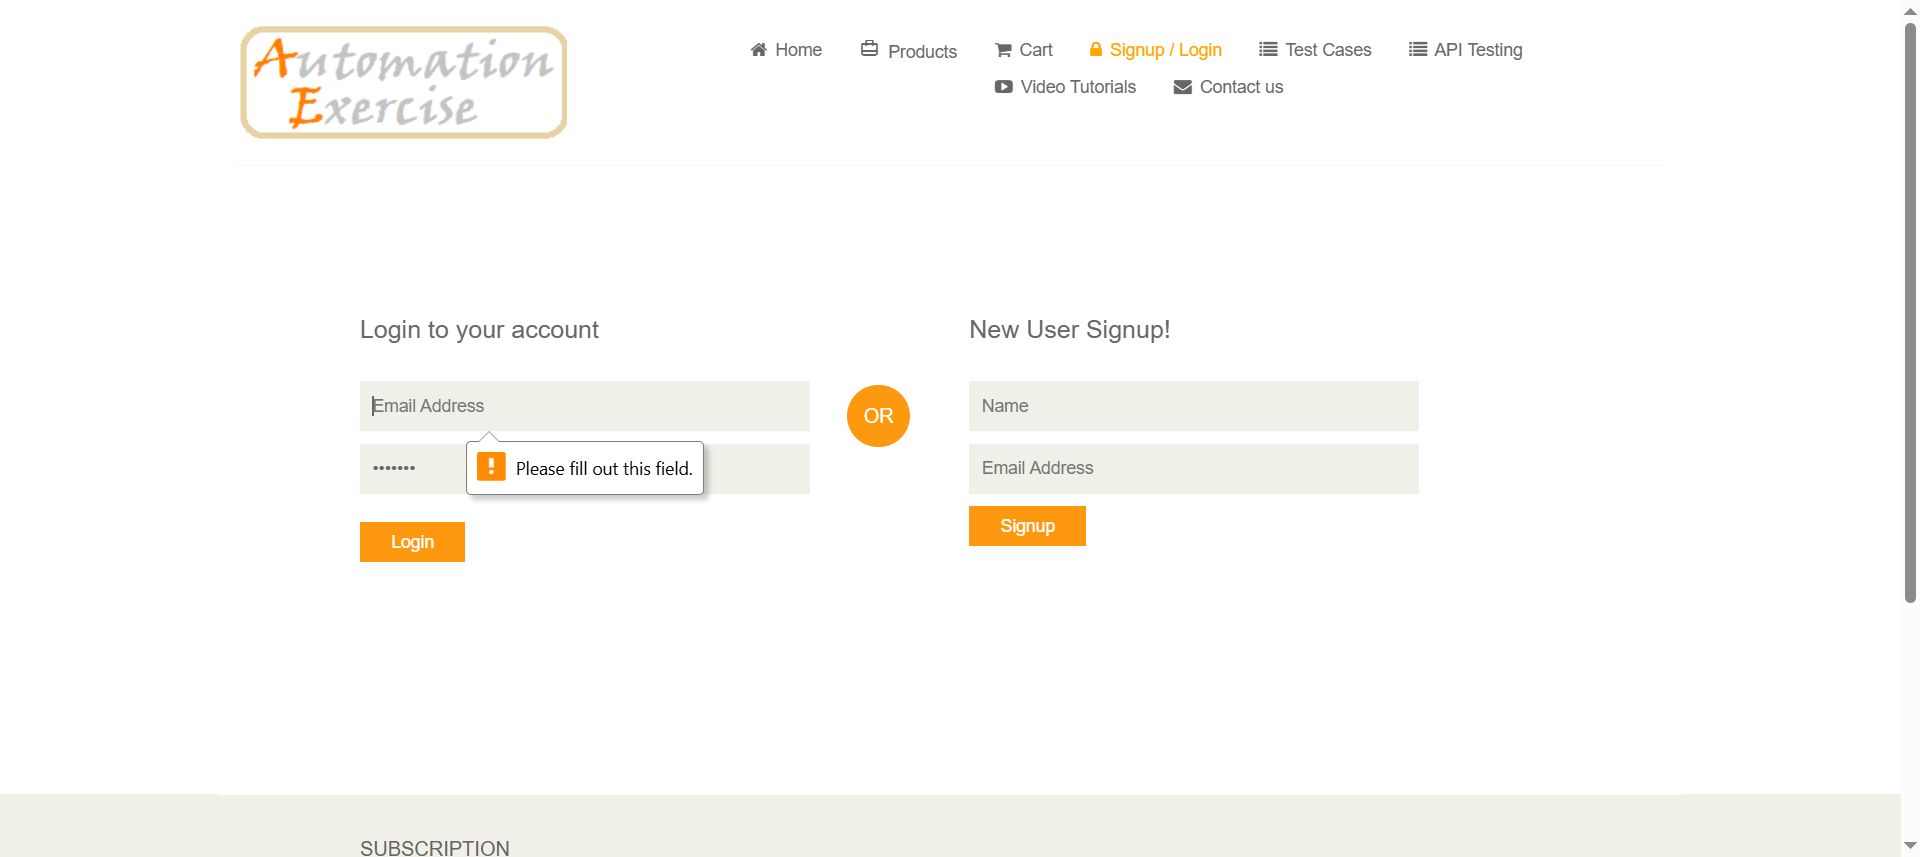 Automation
Exercise
Home Products Cart Signup / Login Test Cases API Testing
Video Tutorials Contact us
Login to your account
Email Address
•••••••
Please fill out this field.
Login
OR
New User Signup!
Name
Email Address
Signup
SUBSCRIPTION